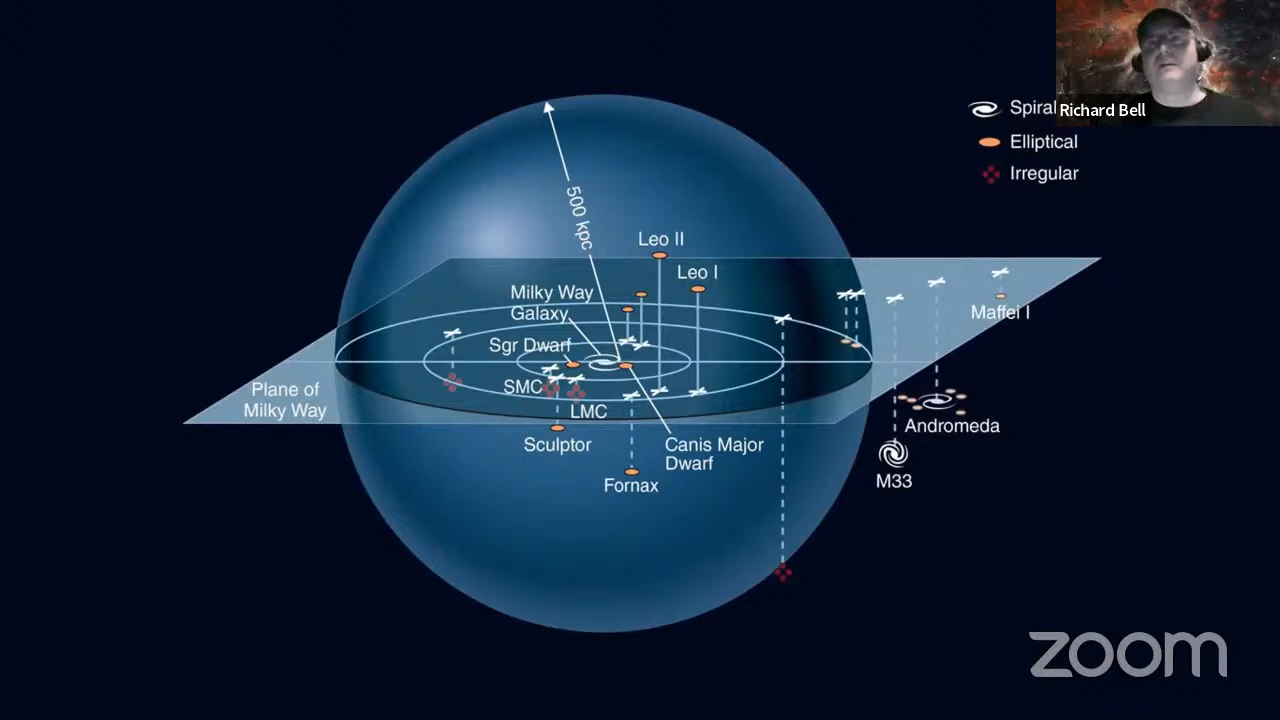 Spiral
Richard Bell
Elliptical
Irregular
500 kpc
Leo II
Leo I
Milky Way
Galaxy
Maffei I
Sgr Dwarf
SMC
LMC
Plane of
Milky Way
Andromeda
Sculptor
Canis Major
Dwarf
M33
Fornax
zoom